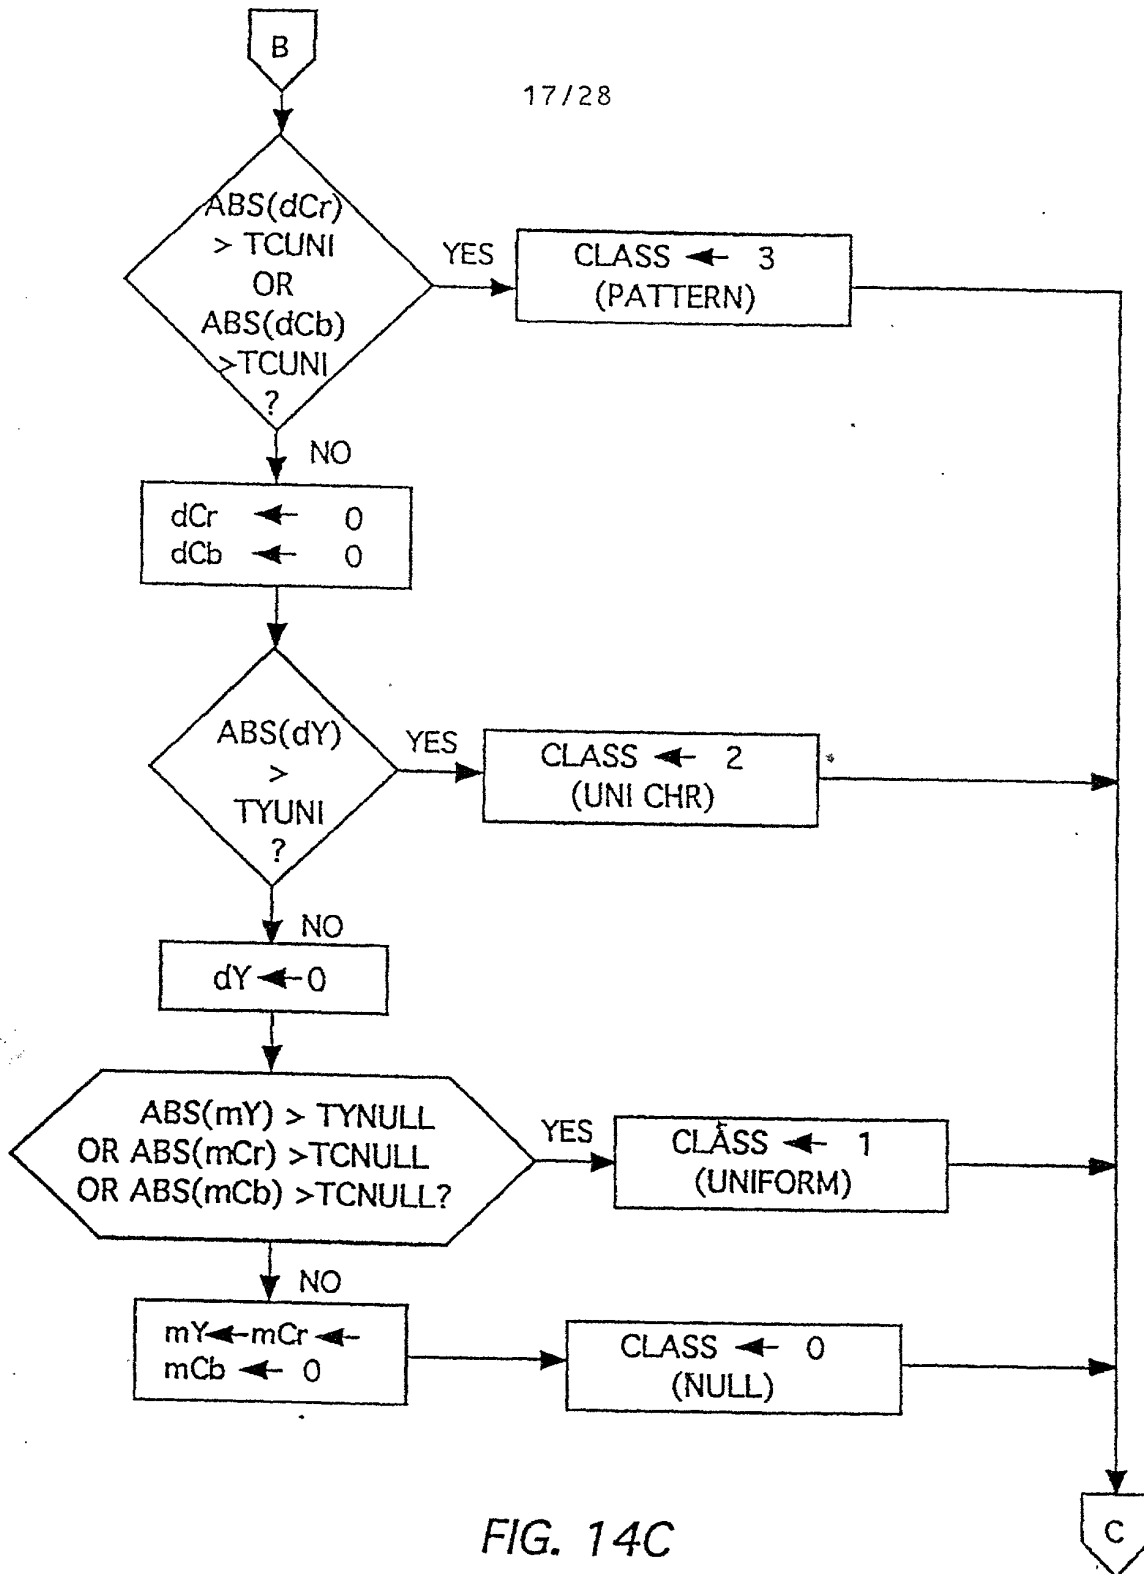 B
17/28
ABS(dCr)
> TCUNI
OR
ABS(dCb)
>TCUNI
?
YES
CLASS ← 3
(PATTERN)
NO
dCr ← 0
dCb ← 0
ABS(dY)
>
TYUNI
?
YES
CLASS ← 2
(UNI CHR)
NO
dY←0
ABS(mY) > TYNULL
OR ABS(mCr) >TCNULL
OR ABS(mCb) >TCNULL?
YES
CLASS ← 1
(UNIFORM)
NO
mY←mCr←
mCb ← 0
CLASS ← 0
(NULL)
C
FIG. 14C